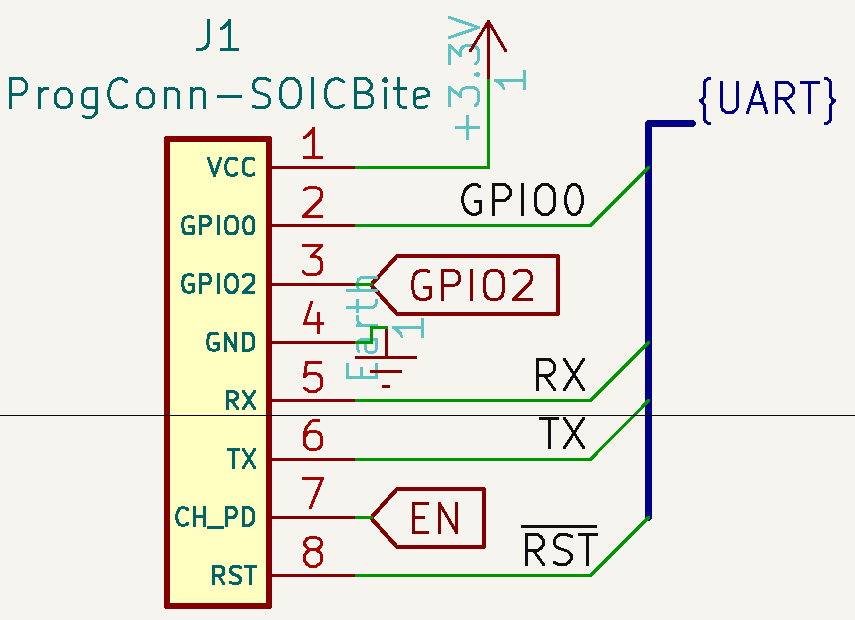 J1
ProgConn-SOICBite
+3.3V
1
{UART}
VCC
1
GPIO0
2
GPIO0
GPIO2
3
GPIO2
GND
4
Earth
1
RX
5
RX
TX
6
TX
CH_PD
7
EN
RST
8
RST